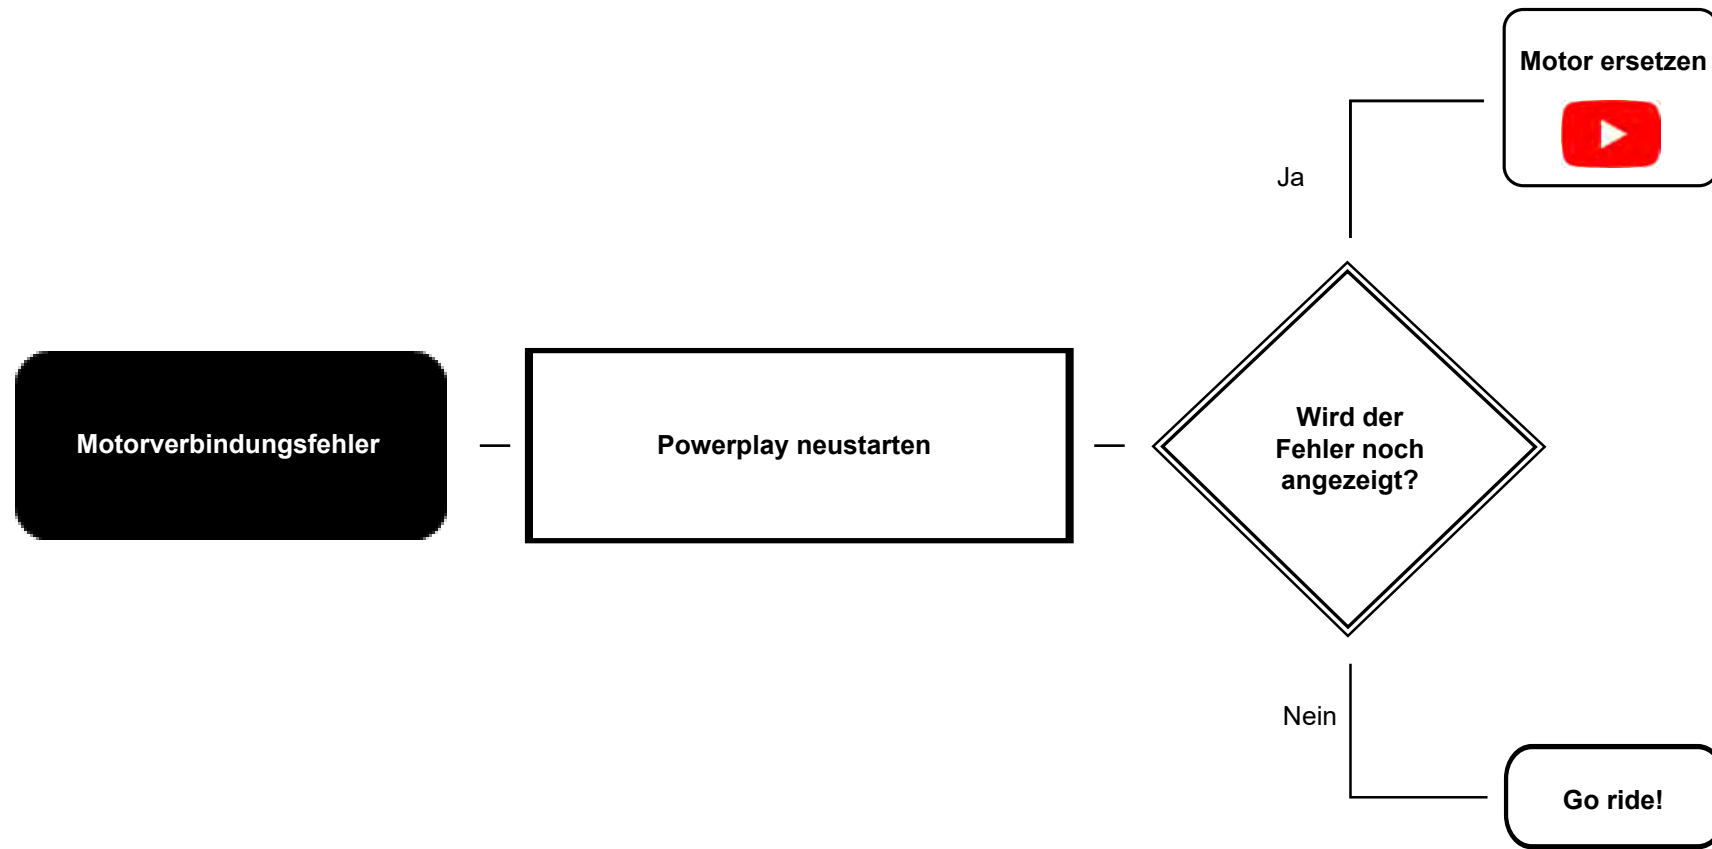 Motor ersetzen
Ja
Motorverbindungsfehler
Powerplay neustarten
Wird der
Fehler noch
angezeigt?
Nein
Go ride!